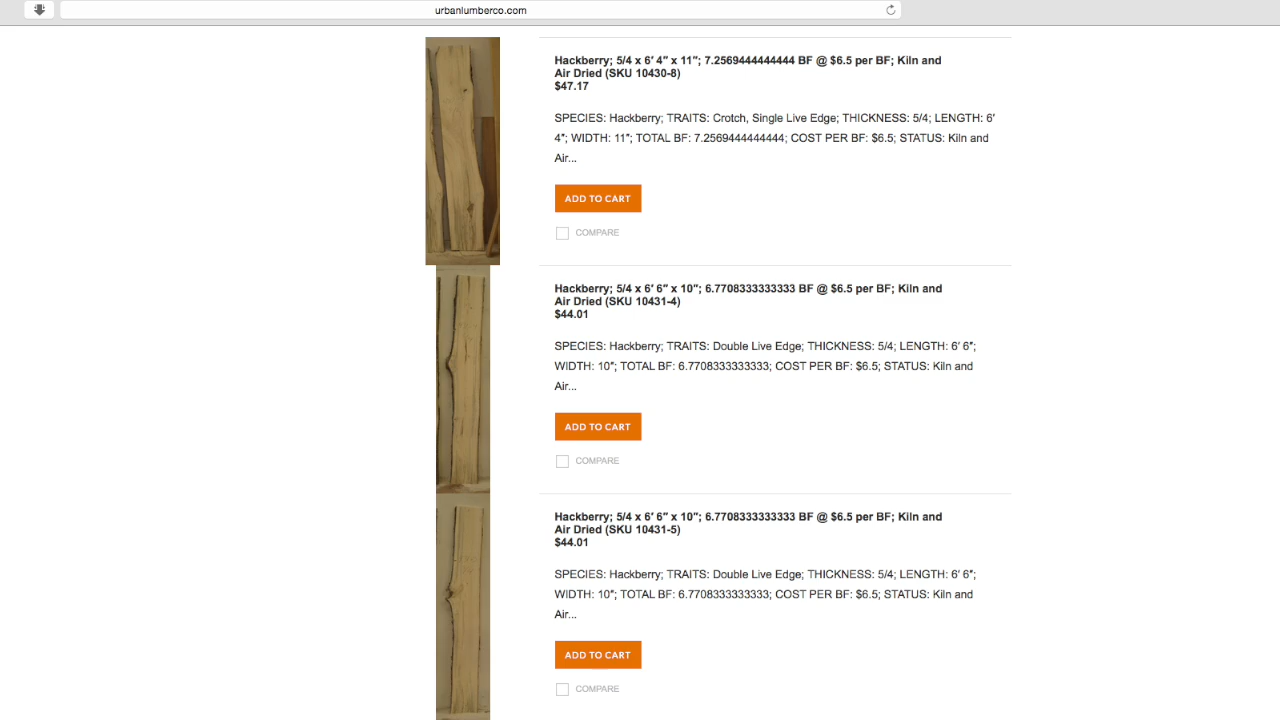 urbanlumberco.com
Hackberry; 5/4 x 6′ 4″ x 11″; 7.2569444444444 BF @ $6.5 per BF; Kiln and
Air Dried (SKU 10430-8)
$47.17
SPECIES: Hackberry; TRAITS: Crotch, Single Live Edge; THICKNESS: 5/4; LENGTH: 6′
4″; WIDTH: 11″; TOTAL BF: 7.2569444444444; COST PER BF: $6.5; STATUS: Kiln and
Air...
ADD TO CART
COMPARE
Hackberry; 5/4 x 6′ 6″ x 10″; 6.7708333333333 BF @ $6.5 per BF; Kiln and
Air Dried (SKU 10431-4)
$44.01
SPECIES: Hackberry; TRAITS: Double Live Edge; THICKNESS: 5/4; LENGTH: 6′ 6″;
WIDTH: 10″; TOTAL BF: 6.7708333333333; COST PER BF: $6.5; STATUS: Kiln and
Air...
ADD TO CART
COMPARE
Hackberry; 5/4 x 6′ 6″ x 10″; 6.7708333333333 BF @ $6.5 per BF; Kiln and
Air Dried (SKU 10431-5)
$44.01
SPECIES: Hackberry; TRAITS: Double Live Edge; THICKNESS: 5/4; LENGTH: 6′ 6″;
WIDTH: 10″; TOTAL BF: 6.7708333333333; COST PER BF: $6.5; STATUS: Kiln and
Air...
ADD TO CART
COMPARE